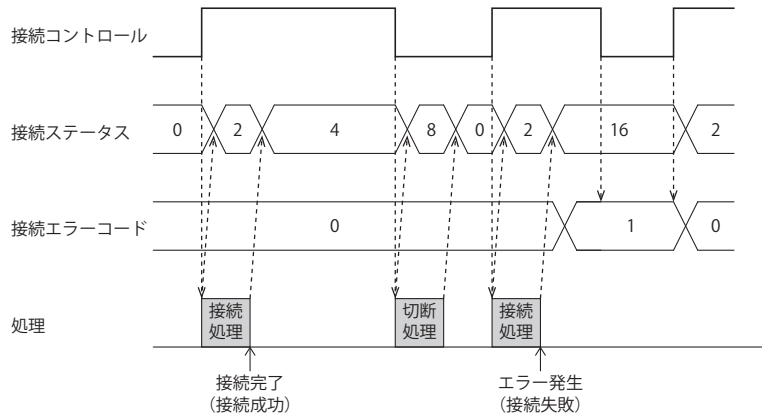 接続コントロール
接続ステータス
0 2 4 8 0 2 16 2
接続エラーコード
0 1 0
処理
接続
処理
切断
処理
接続
処理
接続完了
（接続成功）
エラー発生
（接続失敗）